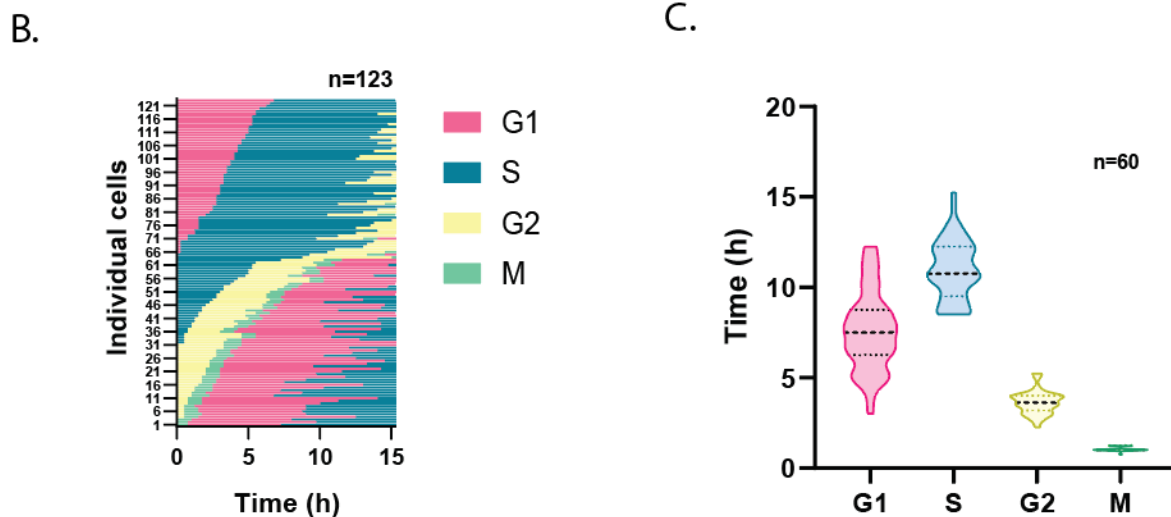 B.
n=123
G1
S
G2
M
Individual cells
121
116
111
106
101
96
91
86
81
76
71
66
61
56
51
46
41
36
31
26
21
16
11
6
1
0 5 10 15
Time (h)
C.
n=60
Time (h)
20
15
10
5
0
G1 S G2 M